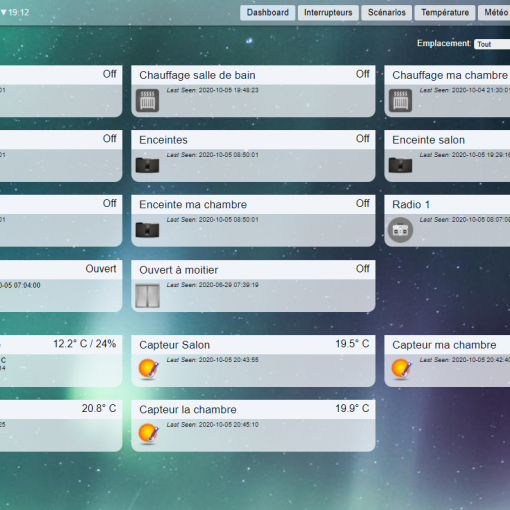 ▼19:12 Dashboard Interrupteurs Scénarios Température Météo
Emplacement: Tout
Off Chauffage salle de bain Off Chauffage ma chambre
01 Last Seen: 2020-10-05 19:48:23 Last Seen: 2020-10-04 21:30:01
Off Enceintes Off Enceinte salon
01 Last Seen: 2020-10-05 08:50:01 Last Seen: 2020-10-05 19:29:16
Off Enceinte ma chambre Off Radio 1
01 Last Seen: 2020-10-05 08:50:01 Last Seen: 2020-10-05 08:07:0
Ouvert Ouvert à moitier Off
0-05 07:04:00 Last Seen: 2020-06-29 07:39:19
12.2° C / 24% Capteur Salon 19.5° C Capteur ma chambre
C
14 Last Seen: 2020-10-05 20:43:55 Last Seen: 2020-10-05 20:42:40
20.8° C Capteur la chambre 19.9° C
25 Last Seen: 2020-10-05 20:45:10